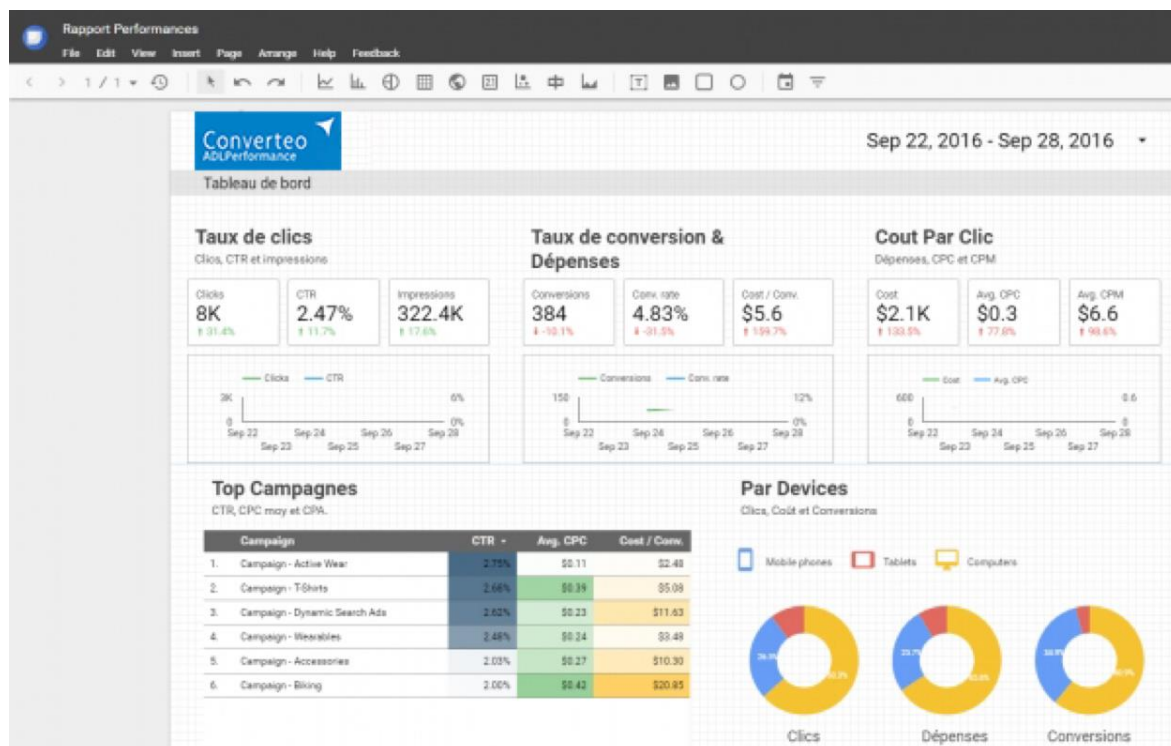 Rapport Performances
File Edit View Insert Page Arrange Help Feedback
1 / 1
Converteo
ADLPerformance
Sep 22, 2016 - Sep 28, 2016
Tableau de bord
Taux de clics
Clics, CTR et impressions
Taux de conversion &
Dépenses
Cout Par Clic
Dépenses, CPC et CPM
Clicks
8K
31.4%
CTR
2.47%
11.7%
Impressions
322.4K
17.6%
Conversions
384
-10.1%
Conv. rate
4.83%
-31.5%
Cost / Conv.
$5.6
159.7%
Cost
$2.1K
133.5%
Avg. CPC
$0.3
77.8%
Avg. CPM
$6.6
98.6%
Clicks CTR
3K 6%
0 0%
Sep 22 Sep 24 Sep 26 Sep 28
Sep 23 Sep 25 Sep 27
Conversions Conv. rate
150 12%
0 0%
Sep 22 Sep 24 Sep 26 Sep 28
Sep 23 Sep 25 Sep 27
Cost Avg. CPC
600 0.6
0 0
Sep 22 Sep 24 Sep 26 Sep 28
Sep 23 Sep 25 Sep 27
Top Campagnes
CTR, CPC moy et CPA.
Campaign CTR Avg. CPC Cost / Conv.
1. Campaign - Active Wear 2.75% $0.11 $2.48
2. Campaign - T-Shirts 2.66% $0.39 $5.08
3. Campaign - Dynamic Search Ads 2.62% $0.23 $11.63
4. Campaign - Wearables 2.48% $0.24 $3.48
5. Campaign - Accessories 2.03% $0.27 $10.30
6. Campaign - Biking 2.00% $0.42 $20.85
Par Devices
Clics, Coût et Conversions
Mobile phones Tablets Computers
23.7%
Clics Dépenses Conversions